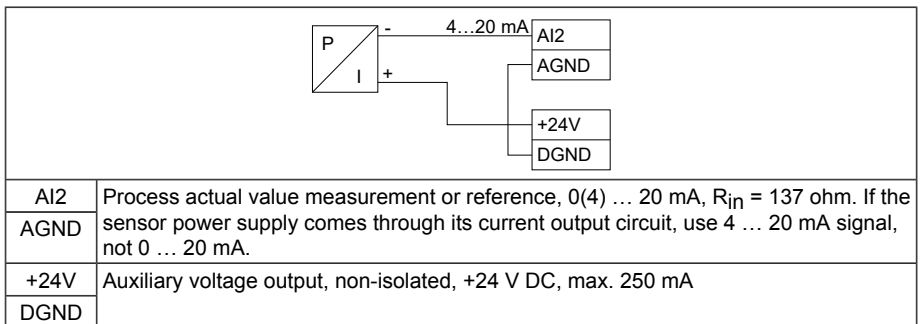 P
I
-
+
4…20 mA
AI2
AGND
+24V
DGND
AI2
AGND
Process actual value measurement or reference, 0(4) … 20 mA, Rin = 137 ohm. If the
sensor power supply comes through its current output circuit, use 4 … 20 mA signal,
not 0 … 20 mA.
+24V
DGND
Auxiliary voltage output, non-isolated, +24 V DC, max. 250 mA